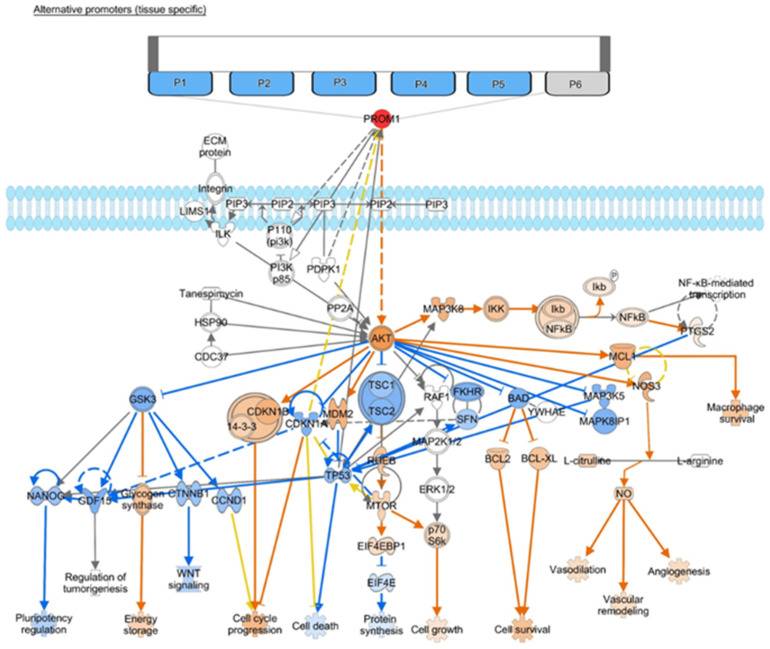 Alternative promoters (tissue specific)
P1
P2
P3
P4
P5
P6
PROM1
ECM
protein
Integrin
LIMS1
PIP3
PIP2
PIP3
PIP2
PIP3
ILK
P110
(pi3k)
PI3K
p85
PDPK1
Tanespimycin
HSP90
CDC37
PP2A
AKT
MAP3K8
IKK
Ikb
NFkB
Ikb
P
NFkB
NF-κB-mediated
transcription
PTGS2
MCL1
NOS3
Macrophage
survival
GSK3
CDKN1B
14-3-3
CDKN1A
MDM2
TSC1
TSC2
RAF1
FKHR
SFN
BAD
YWHAE
MAP3K5
MAPK8IP1
MAP2K1/2
RHEB
TP53
BCL2
BCL-XL
L-citrulline
L-arginine
NANOG
GDF15
Glycogen
synthase
CTNNB1
CCND1
MTOR
ERK1/2
NO
EIF4EBP1
p70
S6k
Regulation of
tumorigenesis
WNT
signaling
EIF4E
Vasodilation
Angiogenesis
Vascular
remodeling
Pluripotency
regulation
Energy
storage
Cell cycle
progression
Cell death
Protein
synthesis
Cell growth
Cell survival